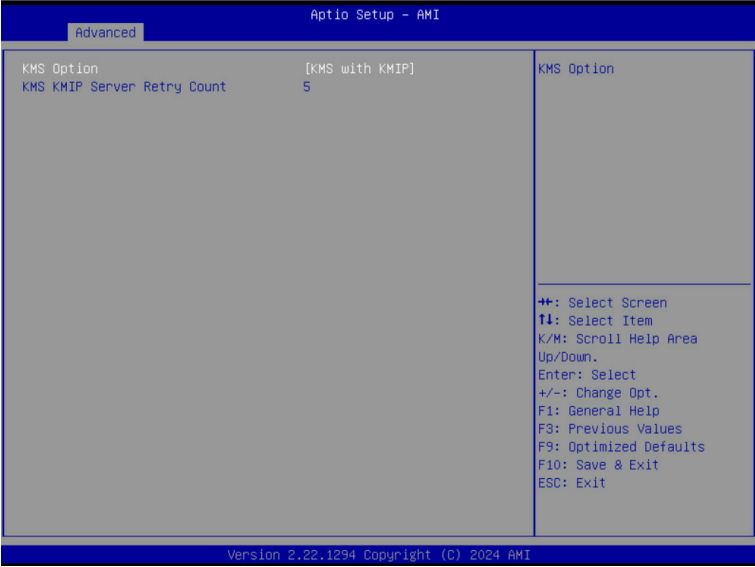 Aptio Setup – AMI
Advanced
KMS Option [KMS with KMIP]
KMS KMIP Server Retry Count 5
KMS Option
→←: Select Screen
↑↓: Select Item
K/M: Scroll Help Area
Up/Down.
Enter: Select
+/-: Change Opt.
F1: General Help
F3: Previous Values
F9: Optimized Defaults
F10: Save & Exit
ESC: Exit
Version 2.22.1294 Copyright (C) 2024 AMI